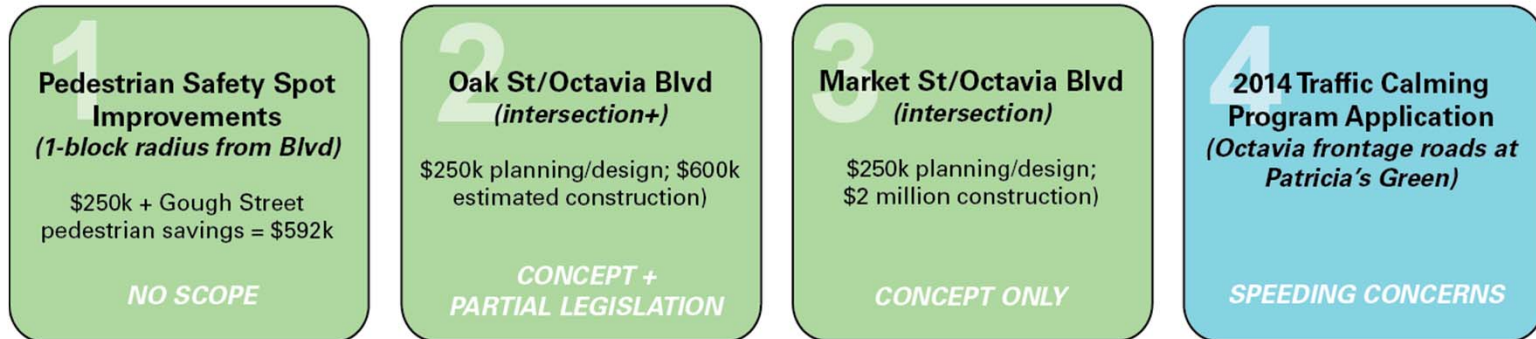 1
Pedestrian Safety Spot
Improvements
(1-block radius from Blvd)
$250k + Gough Street
pedestrian savings = $592k
NO SCOPE
2
Oak St/Octavia Blvd
(intersection+)
$250k planning/design; $600k
estimated construction)
CONCEPT +
PARTIAL LEGISLATION
3
Market St/Octavia Blvd
(intersection)
$250k planning/design;
$2 million construction)
CONCEPT ONLY
4
2014 Traffic Calming
Program Application
(Octavia frontage roads at
Patricia's Green)
SPEEDING CONCERNS